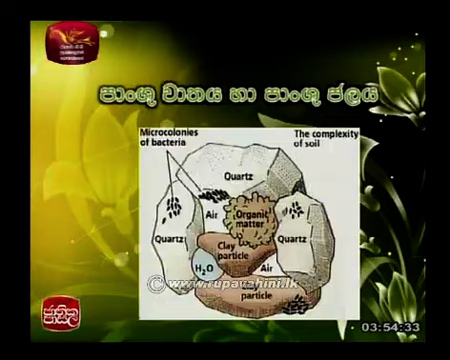 පාංශු වාතය හා පාංශු ජලය
Microcolonies
of bacteria
The complexity
of soil
Quartz
Air
Organic
matter
Quartz
Quartz
Clay
particle
H₂O
Air
particle
© www.rupavahini.lk
03:54:33